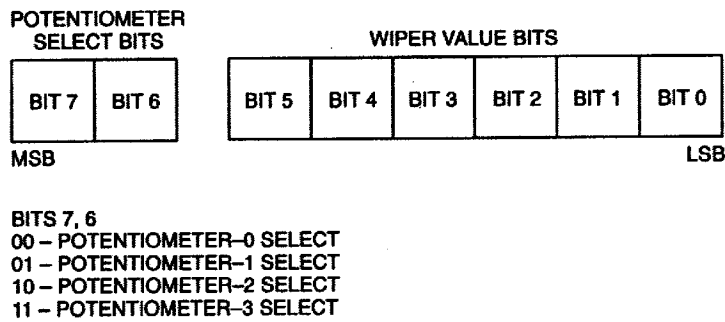 POTENTIOMETER
SELECT BITS
WIPER VALUE BITS
BIT 7 BIT 6 BIT 5 BIT 4 BIT 3 BIT 2 BIT 1 BIT 0
MSB LSB
BITS 7, 6
00 – POTENTIOMETER–0 SELECT
01 – POTENTIOMETER–1 SELECT
10 – POTENTIOMETER–2 SELECT
11 – POTENTIOMETER–3 SELECT